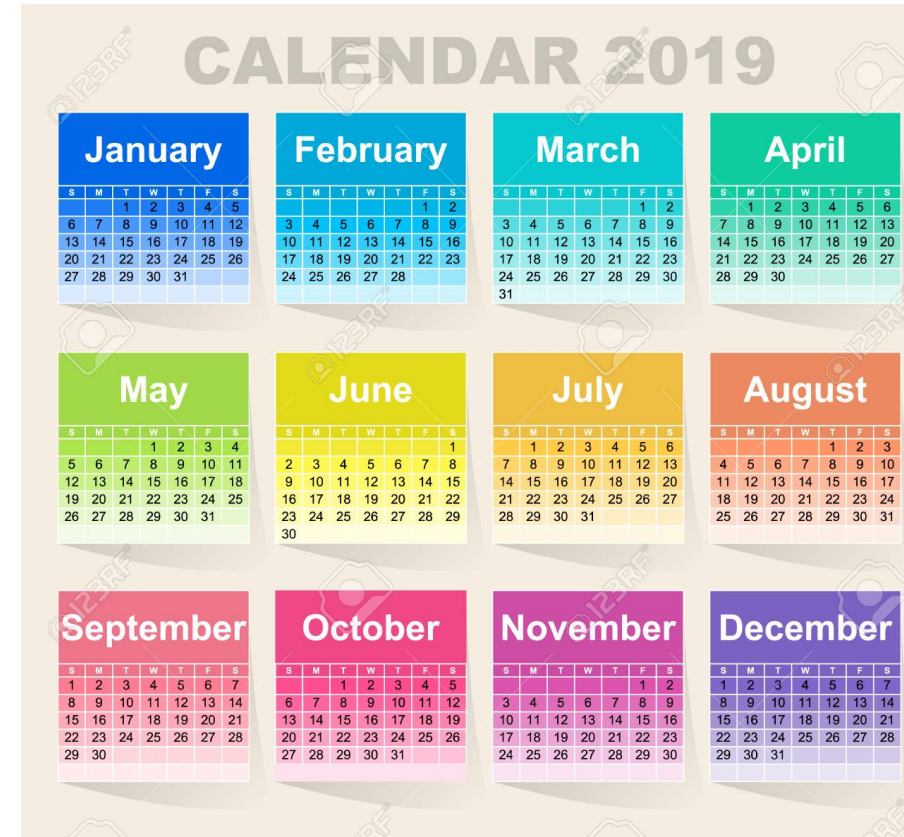 CALENDAR 2019
January
S M T W T F S
1 2 3 4 5
6 7 8 9 10 11 12
13 14 15 16 17 18 19
20 21 22 23 24 25 26
27 28 29 30 31
February
S M T W T F S
1 2
3 4 5 6 7 8 9
10 11 12 13 14 15 16
17 18 19 20 21 22 23
24 25 26 27 28
March
S M T W T F S
1 2
3 4 5 6 7 8 9
10 11 12 13 14 15 16
17 18 19 20 21 22 23
24 25 26 27 28 29 30
31
April
S M T W T F S
1 2 3 4 5 6
7 8 9 10 11 12 13
14 15 16 17 18 19 20
21 22 23 24 25 26 27
28 29 30
May
S M T W T F S
1 2 3 4
5 6 7 8 9 10 11
12 13 14 15 16 17 18
19 20 21 22 23 24 25
26 27 28 29 30 31
June
S M T W T F S
1
2 3 4 5 6 7 8
9 10 11 12 13 14 15
16 17 18 19 20 21 22
23 24 25 26 27 28 29
30
July
S M T W T F S
1 2 3 4 5 6
7 8 9 10 11 12 13
14 15 16 17 18 19 20
21 22 23 24 25 26 27
28 29 30 31
August
S M T W T F S
1 2 3
4 5 6 7 8 9 10
11 12 13 14 15 16 17
18 19 20 21 22 23 24
25 26 27 28 29 30 31
September
S M T W T F S
1 2 3 4 5 6 7
8 9 10 11 12 13 14
15 16 17 18 19 20 21
22 23 24 25 26 27 28
29 30
October
S M T W T F S
1 2 3 4 5
6 7 8 9 10 11 12
13 14 15 16 17 18 19
20 21 22 23 24 25 26
27 28 29 30 31
November
S M T W T F S
1 2
3 4 5 6 7 8 9
10 11 12 13 14 15 16
17 18 19 20 21 22 23
24 25 26 27 28 29 30
December
S M T W T F S
1 2 3 4 5 6 7
8 9 10 11 12 13 14
15 16 17 18 19 20 21
22 23 24 25 26 27 28
29 30 31
123RF
123RF
123RF
123RF
123RF